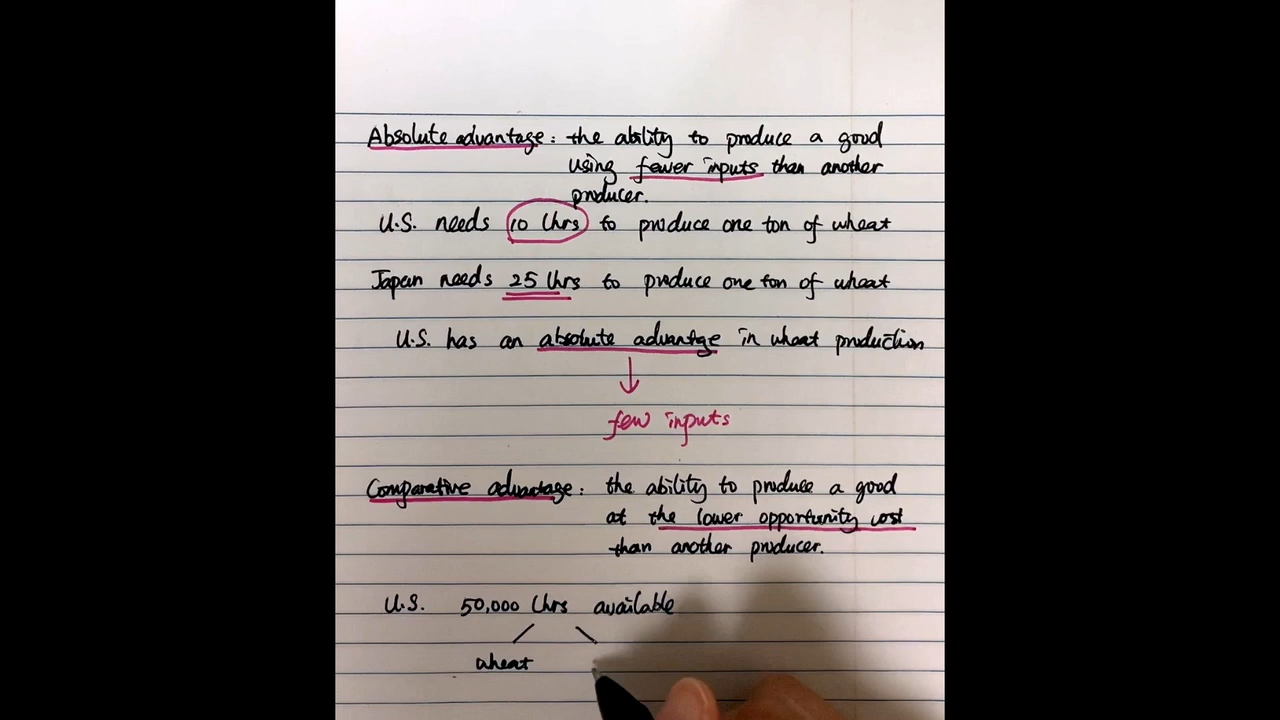 Absolute advantage: the ability to produce a good
using fewer inputs than another
producer.
U.S. needs 10 Lhrs to produce one ton of wheat
Japan needs 25 Lhrs to produce one ton of wheat
U.S. has an absolute advantage in wheat production
few inputs
Comparative advantage: the ability to produce a good
at the lower opportunity cost
than another producer.
U.S. 50,000 Lhrs available
wheat